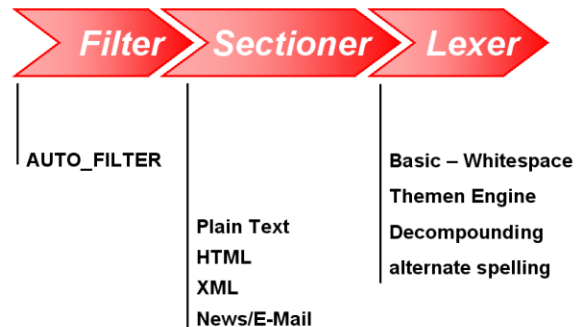 Filter Sectioner Lexer
AUTO_FILTER
Plain Text
HTML
XML
News/E-Mail
Basic – Whitespace
Themen Engine
Decompounding
alternate spelling